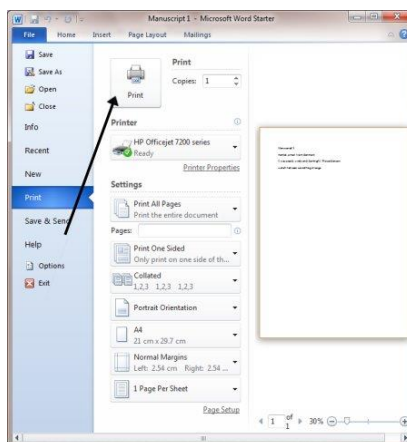 Manuscript 1 - Microsoft Word Starter
File Home Insert Page Layout Mailings
Save
Save As
Open
Close
Info
Recent
New
Print
Save & Send
Help
Options
Exit
Print
Print
Copies: 1
Printer
HP Officejet 7200 series
Ready
Printer Properties
Settings
Print All Pages
Print the entire document
Pages:
Print One Sided
Only print on one side of th...
Collated
1,2,3 1,2,3 1,2,3
Portrait Orientation
A4
21 cm x 29.7 cm
Normal Margins
Left: 2.54 cm Right: 2.54 ...
1 Page Per Sheet
Page Setup
1 of 1 30%